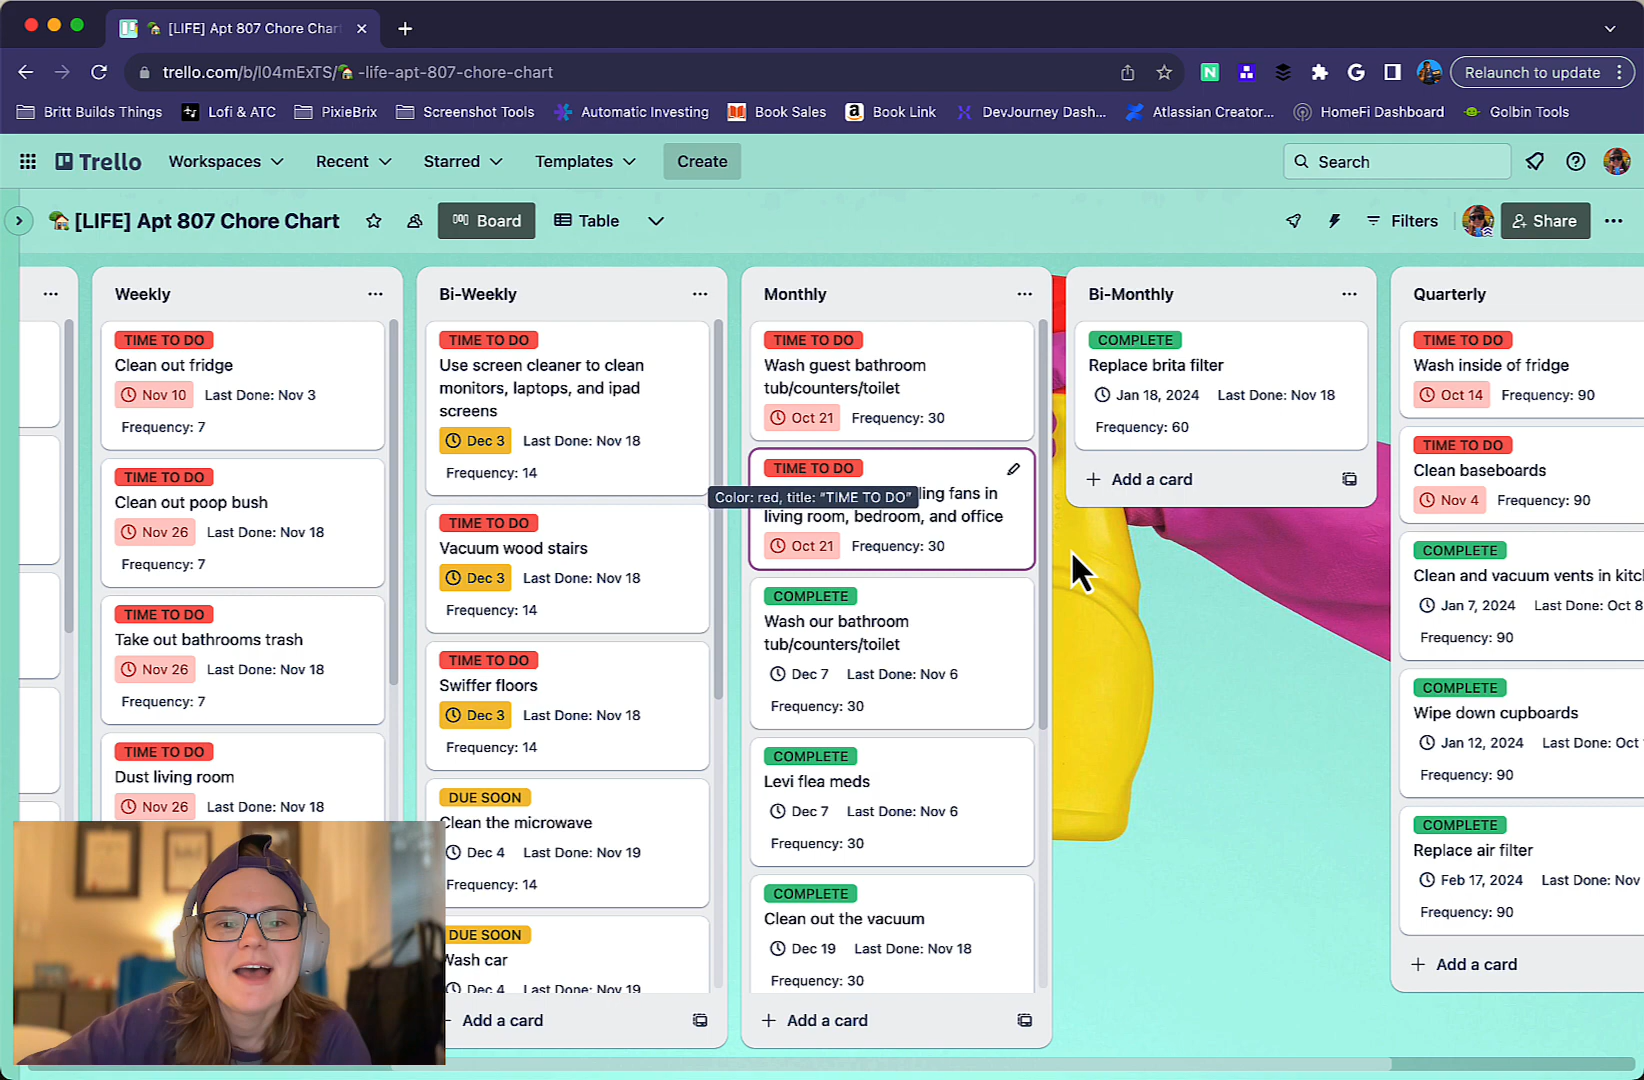 [LIFE] Apt 807 Chore Char
trello.com/b/I04mExTS/🏡-life-apt-807-chore-chart
Relaunch to update
Britt Builds Things
Lofi & ATC
PixieBrix
Screenshot Tools
Automatic Investing
Book Sales
Book Link
DevJourney Dash...
Atlassian Creator...
HomeFi Dashboard
Golbin Tools
Trello
Workspaces
Recent
Starred
Templates
Create
Search
[LIFE] Apt 807 Chore Chart
Board
Table
Filters
Share
Weekly
TIME TO DO
Clean out fridge
Nov 10 Last Done: Nov 3
Frequency: 7
TIME TO DO
Clean out poop bush
Nov 26 Last Done: Nov 18
Frequency: 7
TIME TO DO
Take out bathrooms trash
Nov 26 Last Done: Nov 18
Frequency: 7
TIME TO DO
Dust living room
Nov 26 Last Done: Nov 18
Bi-Weekly
TIME TO DO
Use screen cleaner to clean
monitors, laptops, and ipad
screens
Dec 3 Last Done: Nov 18
Frequency: 14
TIME TO DO
Vacuum wood stairs
Dec 3 Last Done: Nov 18
Frequency: 14
TIME TO DO
Swiffer floors
Dec 3 Last Done: Nov 18
Frequency: 14
DUE SOON
Clean the microwave
Dec 4 Last Done: Nov 19
Frequency: 14
DUE SOON
Wash car
Dec 4 Last Done: Nov 19
Add a card
Monthly
TIME TO DO
Wash guest bathroom
tub/counters/toilet
Oct 21 Frequency: 30
TIME TO DO
Color: red, title: "TIME TO DO"
ling fans in
living room, bedroom, and office
Oct 21 Frequency: 30
COMPLETE
Wash our bathroom
tub/counters/toilet
Dec 7 Last Done: Nov 6
Frequency: 30
COMPLETE
Levi flea meds
Dec 7 Last Done: Nov 6
Frequency: 30
COMPLETE
Clean out the vacuum
Dec 19 Last Done: Nov 18
Frequency: 30
Add a card
Bi-Monthly
COMPLETE
Replace brita filter
Jan 18, 2024 Last Done: Nov 18
Frequency: 60
Add a card
Quarterly
TIME TO DO
Wash inside of fridge
Oct 14 Frequency: 90
TIME TO DO
Clean baseboards
Nov 4 Frequency: 90
COMPLETE
Clean and vacuum vents in kitc
Jan 7, 2024 Last Done: Oct 8
Frequency: 90
COMPLETE
Wipe down cupboards
Jan 12, 2024 Last Done: Oct
Frequency: 90
COMPLETE
Replace air filter
Feb 17, 2024 Last Done: Nov
Frequency: 90
Add a card